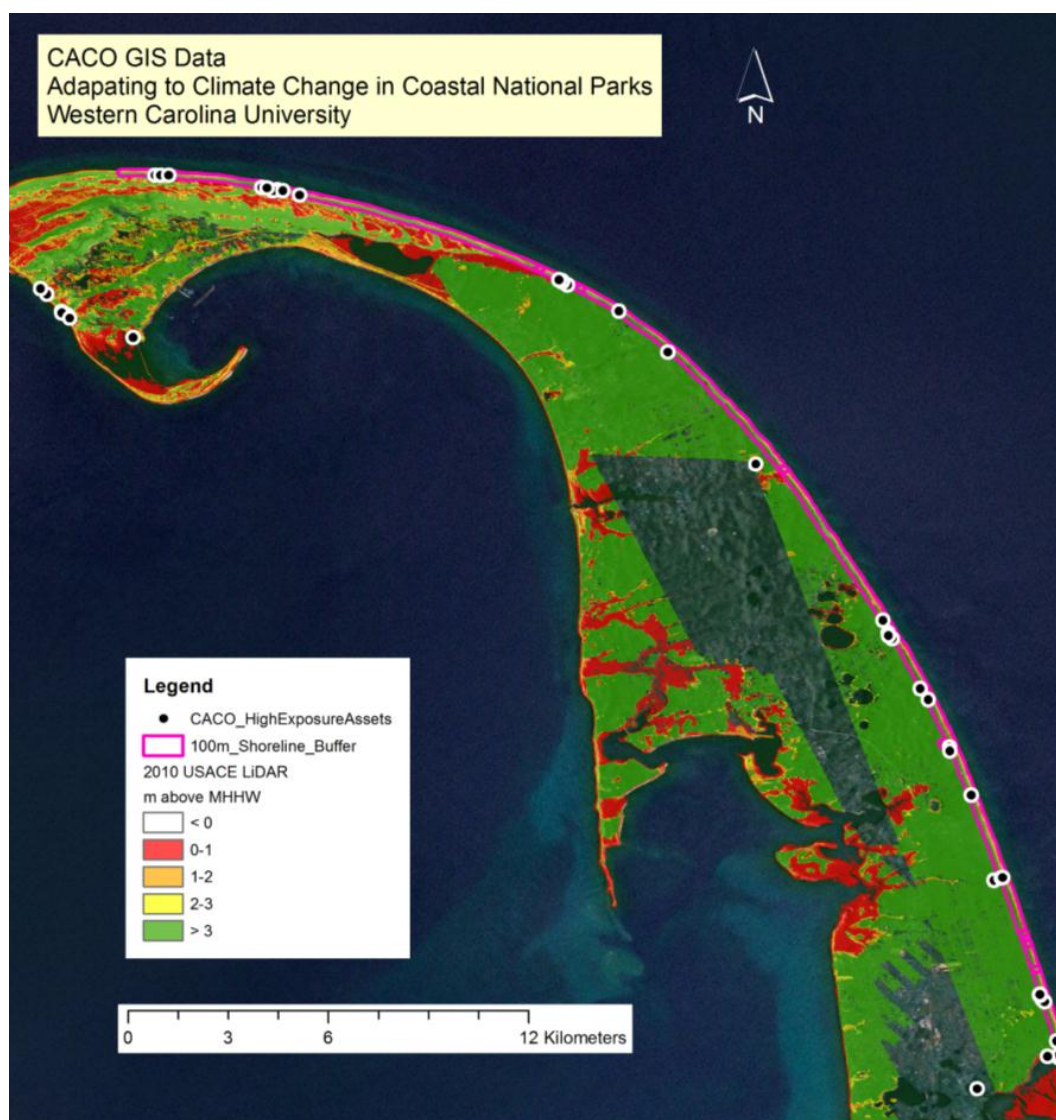 CACO GIS Data
Adapating to Climate Change in Coastal National Parks
Western Carolina University
N
Legend
CACO_HighExposureAssets
100m_Shoreline_Buffer
2010 USACE LiDAR
m above MHHW
< 0
0-1
1-2
2-3
> 3
0 3 6 12 Kilometers